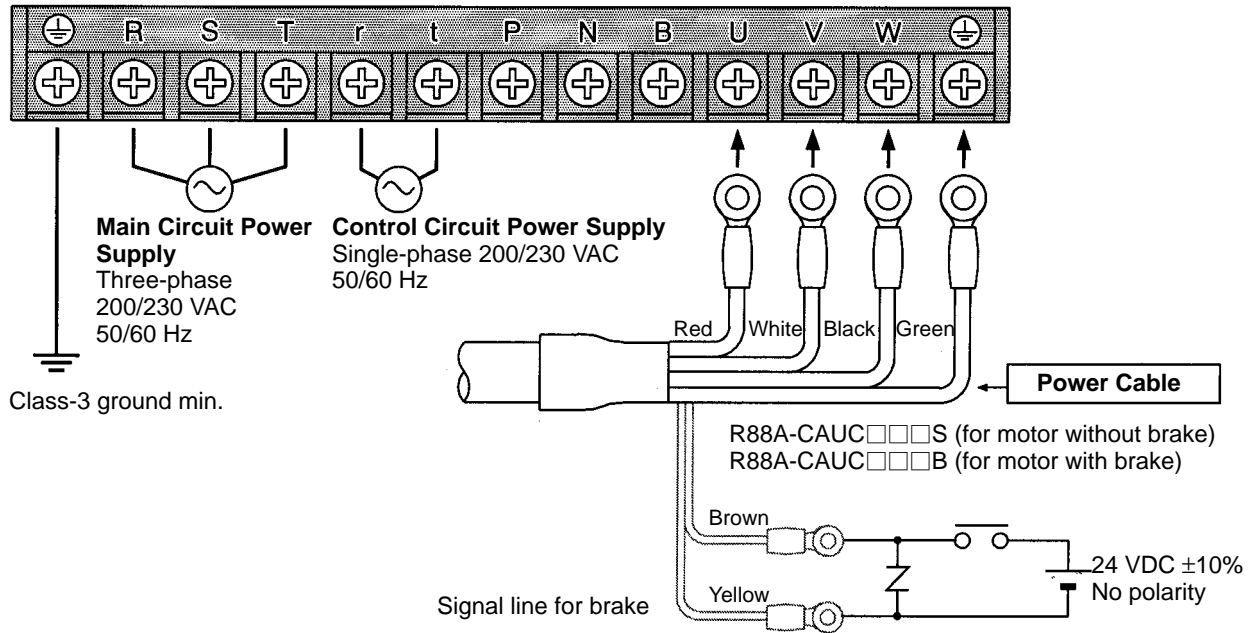 R S T r t P N B U V W
Main Circuit Power
Supply
Three-phase
200/230 VAC
50/60 Hz
Control Circuit Power Supply
Single-phase 200/230 VAC
50/60 Hz
Class-3 ground min.
Red White Black Green
Power Cable
R88A-CAUC□□□S (for motor without brake)
R88A-CAUC□□□B (for motor with brake)
Brown
Yellow
24 VDC ±10%
No polarity
Signal line for brake